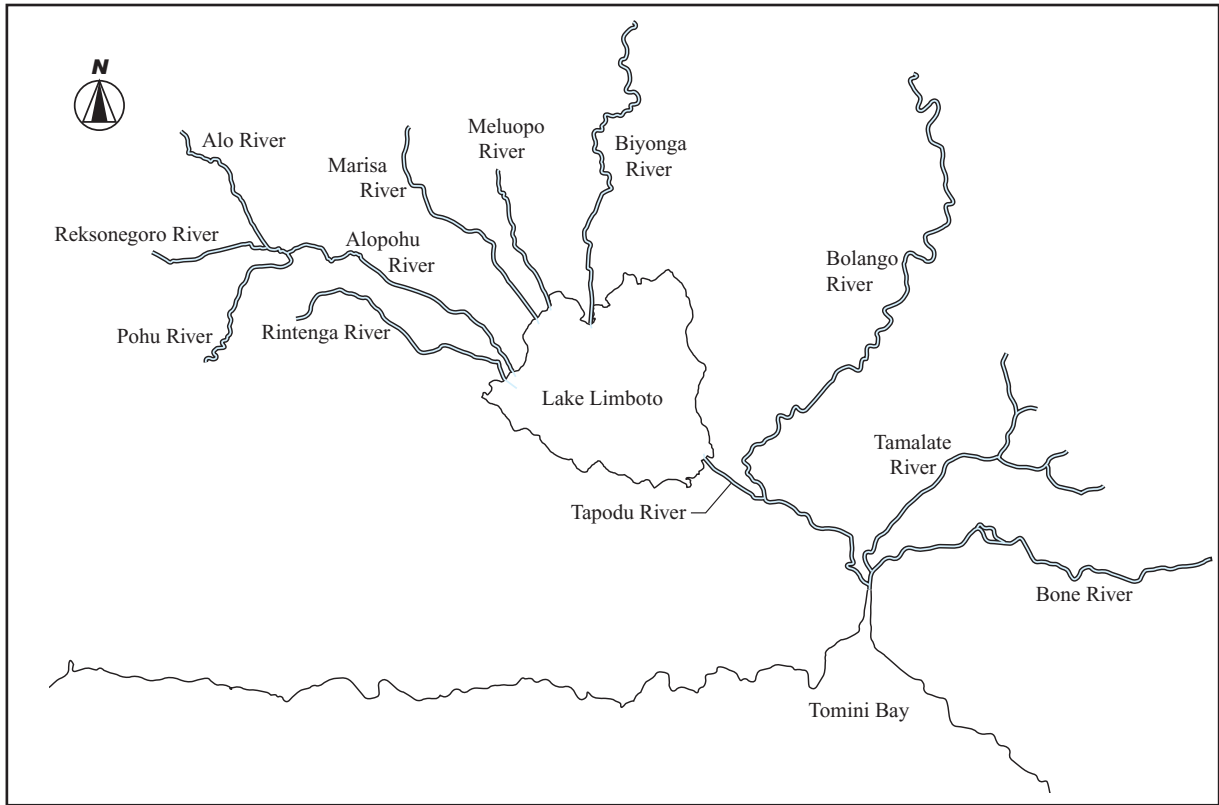 N
Alo River
Meluopo
River
Biyonga
River
Marisa
River
Reksonegoro River
Alopohu
River
Bolango
River
Pohu River
Rintenga River
Lake Limboto
Tamalate
River
Tapodu River
Bone River
Tomini Bay